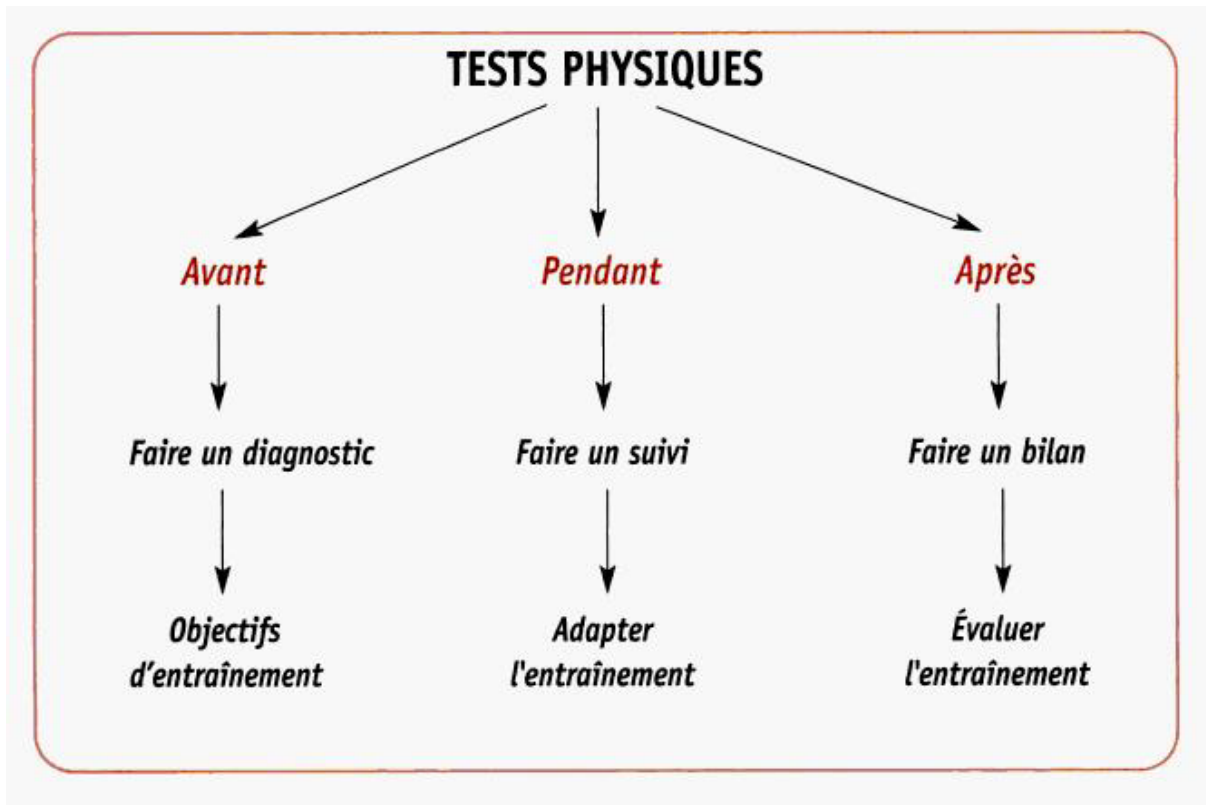 TESTS PHYSIQUES
Avant
Pendant
Après
Faire un diagnostic
Faire un suivi
Faire un bilan
Objectifs
d’entraînement
Adapter
l'entraînement
Évaluer
l'entraînement